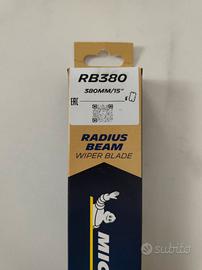 RB380
380MM/15"
EAC
RADIUS
BEAM
WIPER BLADE
MIC
subito